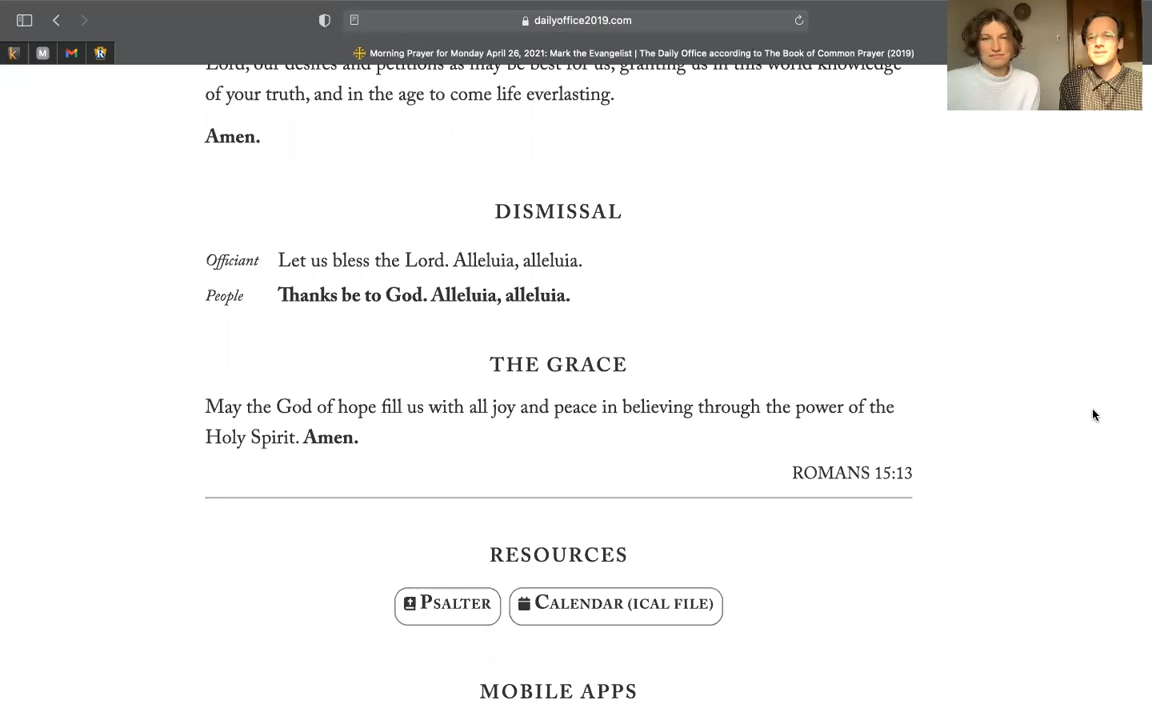 dailyoffice2019.com
Morning Prayer for Monday April 26, 2021: Mark the Evangelist | The Daily Office according to The Book of Common Prayer (2019)
Lord, our desires and petitions as may be best for us, granting us in this world knowledge
of your truth, and in the age to come life everlasting.
Amen.
DISMISSAL
Officiant Let us bless the Lord. Alleluia, alleluia.
People Thanks be to God. Alleluia, alleluia.
THE GRACE
May the God of hope fill us with all joy and peace in believing through the power of the
Holy Spirit. Amen.
ROMANS 15:13
RESOURCES
PSALTER CALENDAR (ICAL FILE)
MOBILE APPS